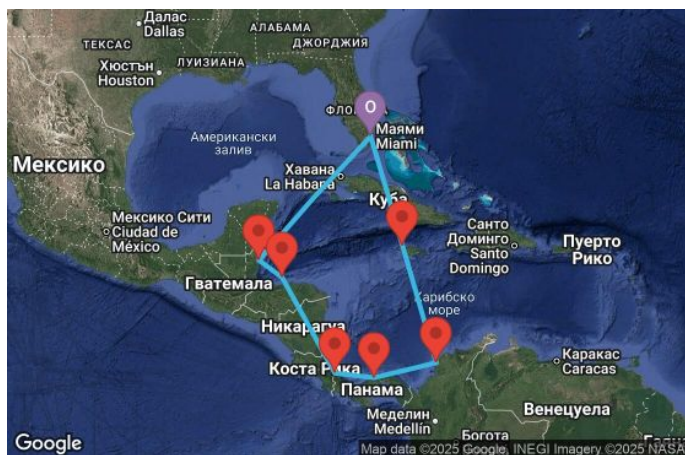 Далас
Dallas
АЛАБАМА
ТЕКСАС
ДЖОРДЖИЯ
ЛУИЗИАНА
Хюстън
Houston
ФЛО
O
Маями
Miami
Американски
залив
Мексико
Хавана
La Habana
Куба
Мексико Сити
Ciudad de
México
Санто
Доминго
Santo
Domingo
Пуерто
Рико
Гватемала
Карибско
море
Никарагуа
Коста Рика
Панама
Каракас
Caracas
Меделин
Medellín
Венецуела
Богота
Google
Map data ©2025 Google, INEGI Imagery ©2025 NASA